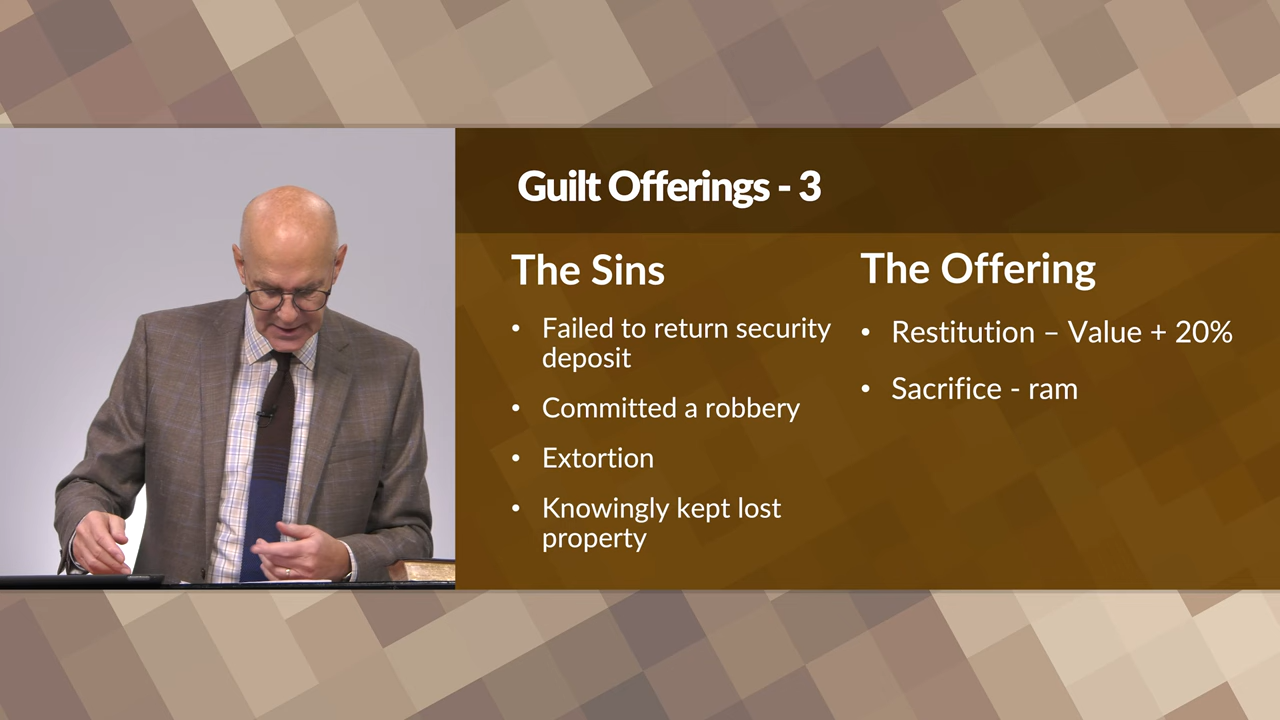 Guilt Offerings - 3
The Sins
• Failed to return security
deposit
• Committed a robbery
• Extortion
• Knowingly kept lost
property
The Offering
• Restitution – Value + 20%
• Sacrifice - ram